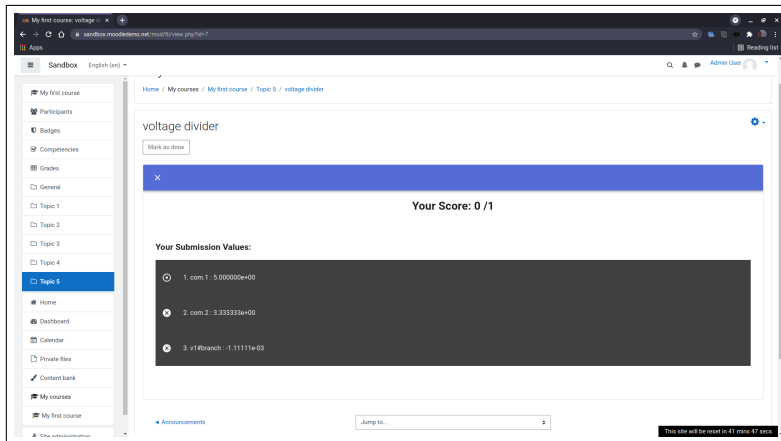 My first course: voltage di
sandbox.moodledemo.net/mod/lti/view.php?id=7
Apps
Reading list
Sandbox English (en)
Admin User
My first course
Participants
Badges
Competencies
Grades
General
Topic 1
Topic 2
Topic 3
Topic 4
Topic 5
Home
Dashboard
Calendar
Private files
Content bank
My courses
My first course
Site administration
Home / My courses / My first course / Topic 5 / voltage divider
voltage divider
Mark as done
Your Score: 0 /1
Your Submission Values:
1. com.1 : 5.000000e+00
2. com.2 : 3.333333e+00
3. v1#branch : -1.11111e-03
◄ Announcements
Jump to...
This site will be reset in 41 mins 47 secs